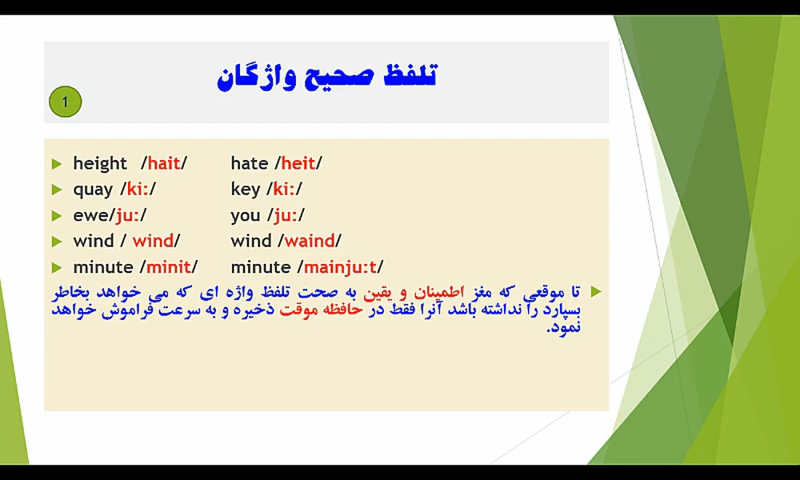 تلفظ صحیح واژگان
1
height /hait/ hate /heit/
quay /ki:/ key /ki:/
ewe/ju:/ you /ju:/
wind / wind/ wind /waind/
minute /minit/ minute /mainju:t/
تا موقعی که مغز اطمینان و یقین به صحت تلفظ واژه ای که می خواهد بخاطر
بسپارد را نداشته باشد آنرا فقط در حافظه موقت ذخیره و به سرعت فراموش خواهد
نمود.